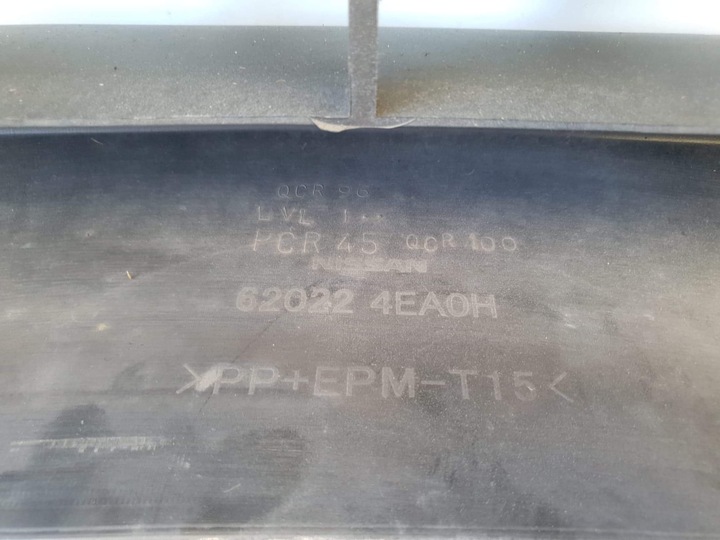 QCR
LVL
PCR 45 QCR 100
NISSAN
62022 4EA0H
>PP+EPM-T15<